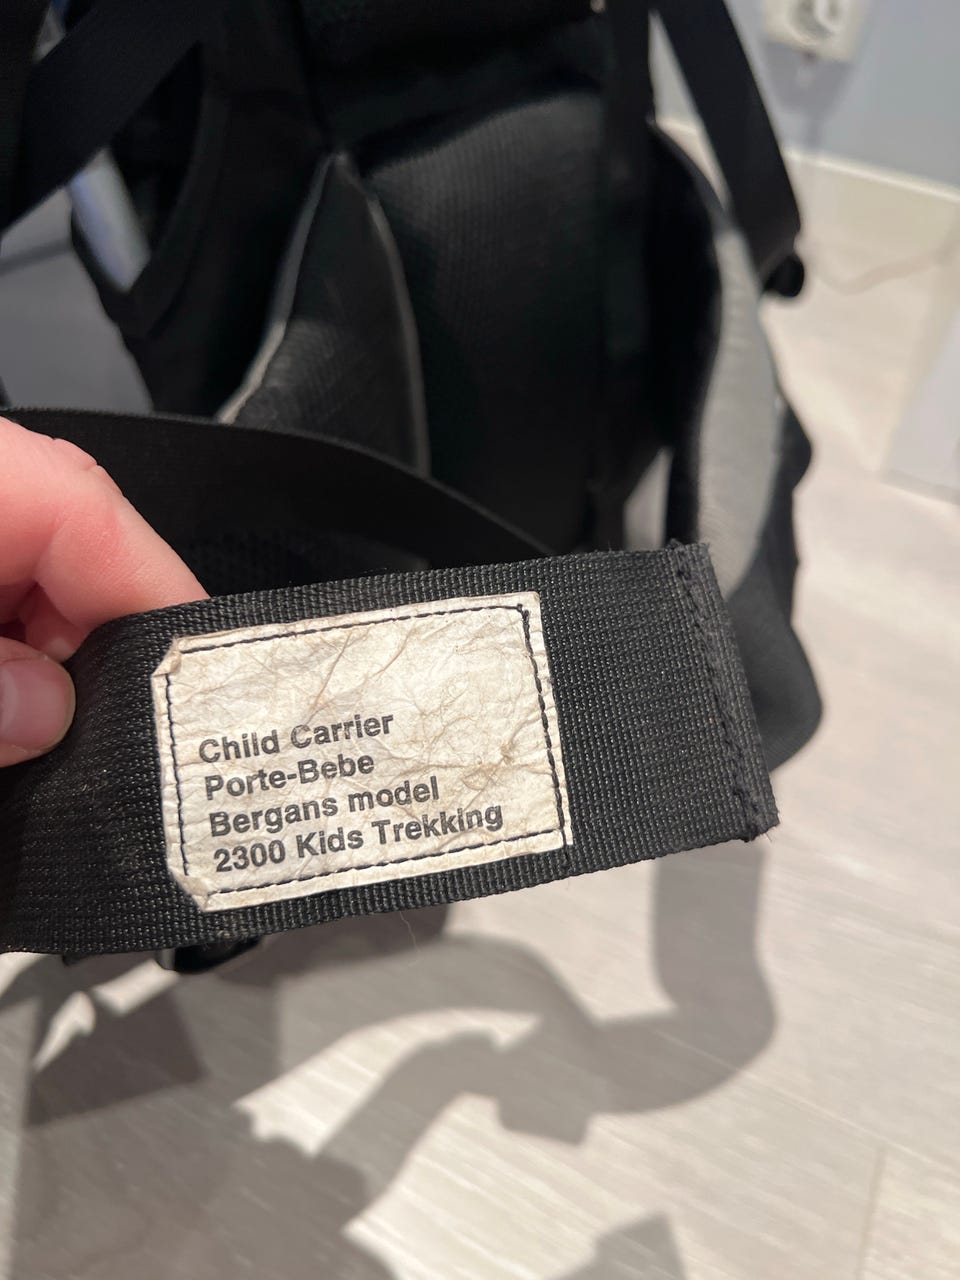 Child Carrier
Porte-Bebe
Bergans model
2300 Kids Trekking